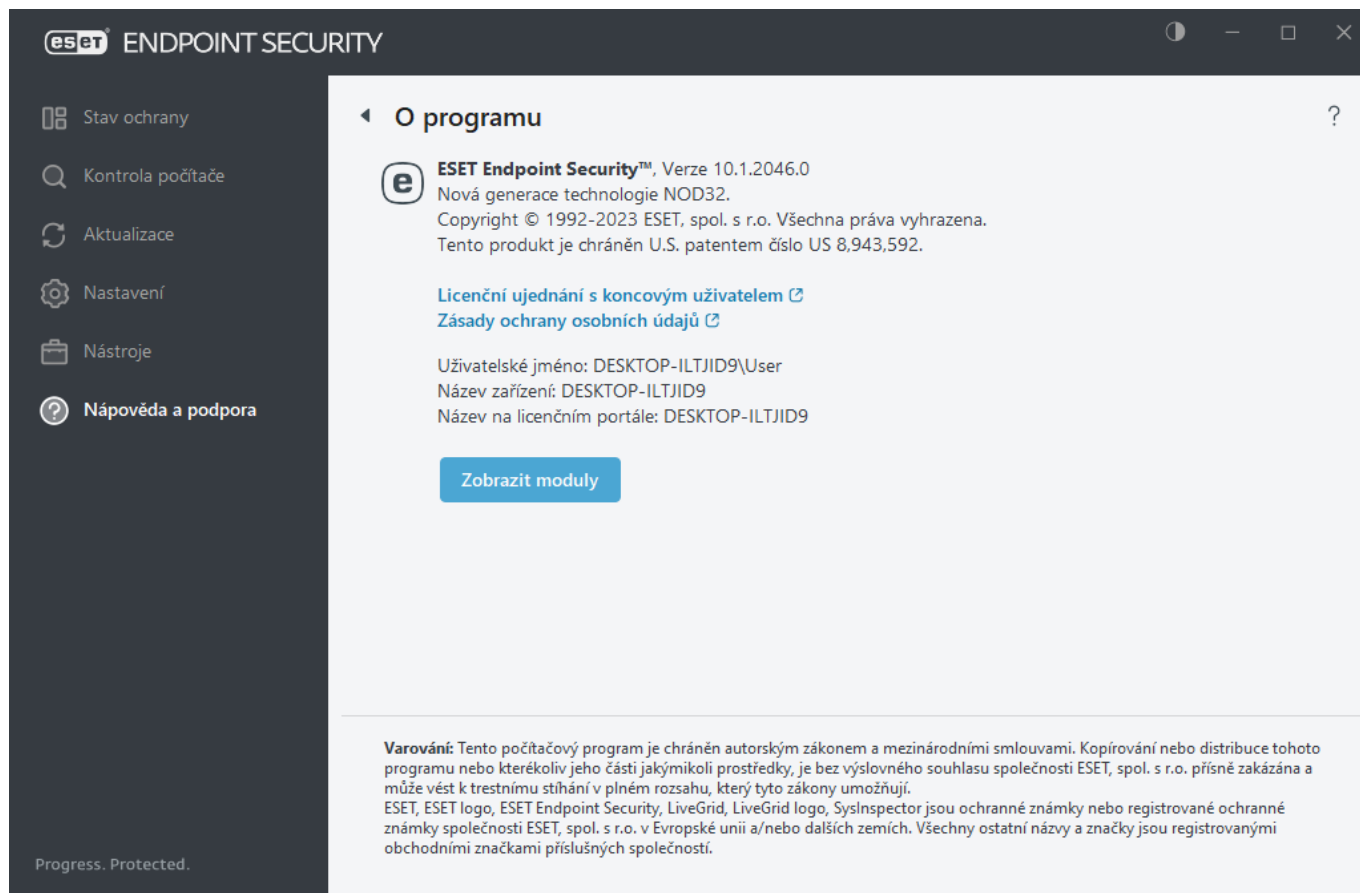 eset ENDPOINT SECURITY
Stav ochrany
Kontrola počítače
Aktualizace
Nastavení
Nástroje
Nápověda a podpora
Progress. Protected.
O programu
?
ESET Endpoint Security™, Verze 10.1.2046.0
Nová generace technologie NOD32.
Copyright © 1992-2023 ESET, spol. s r.o. Všechna práva vyhrazena.
Tento produkt je chráněn U.S. patentem číslo US 8,943,592.
Licenční ujednání s koncovým uživatelem
Zásady ochrany osobních údajů
Uživatelské jméno: DESKTOP-ILTJID9\User
Název zařízení: DESKTOP-ILTJID9
Název na licenčním portále: DESKTOP-ILTJID9
Zobrazit moduly
Varování: Tento počítačový program je chráněn autorským zákonem a mezinárodními smlouvami. Kopírování nebo distribuce tohoto
programu nebo kterékoliv jeho části jakýmikoli prostředky, je bez výslovného souhlasu společnosti ESET, spol. s r.o. přísně zakázána a
může vést k trestnímu stíhání v plném rozsahu, který tyto zákony umožňují.
ESET, ESET logo, ESET Endpoint Security, LiveGrid, LiveGrid logo, SysInspector jsou ochranné známky nebo registrované ochranné
známky společnosti ESET, spol. s r.o. v Evropské unii a/nebo dalších zemích. Všechny ostatní názvy a značky jsou registrovanými
obchodními značkami příslušných společností.